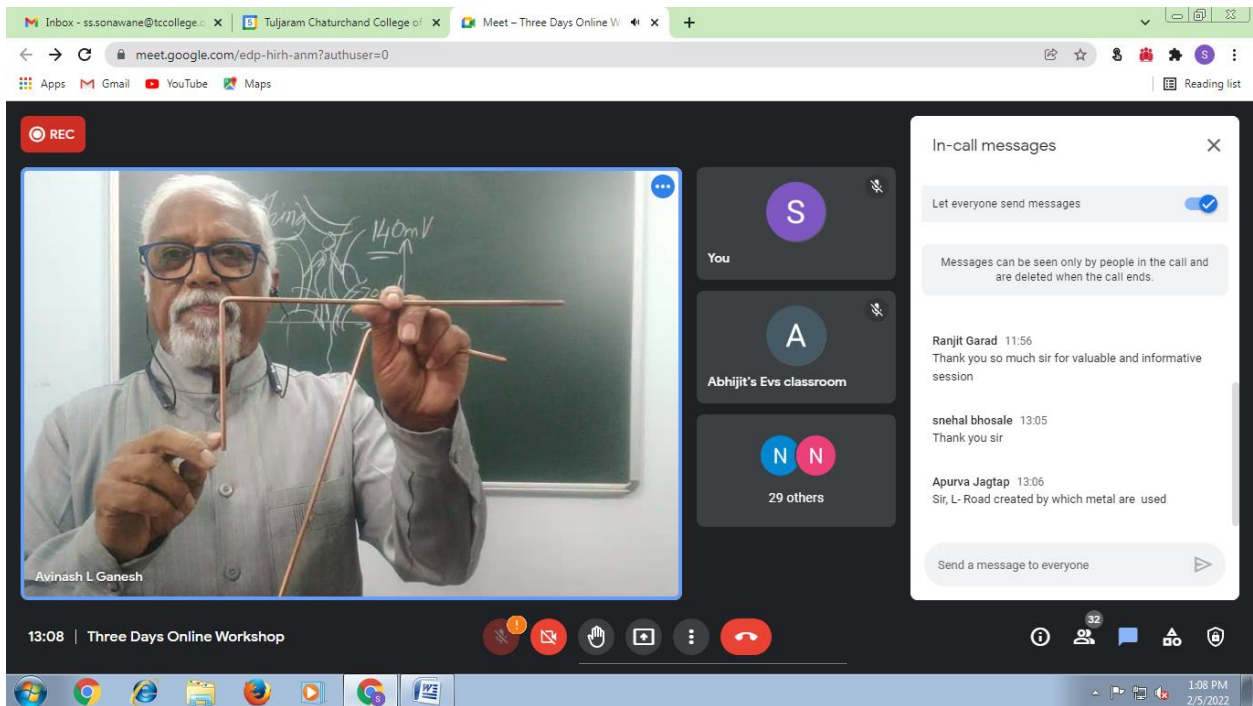 Inbox - ss.sonawane@tccollege.c
Tuljaram Chaturchand College of
Meet – Three Days Online W
meet.google.com/edp-hirh-anm?authuser=0
S
Apps
Gmail
YouTube
Maps
Reading list
REC
140mV
Avinash L Ganesh
S
You
A
Abhijit's Evs classroom
N N
29 others
In-call messages
Let everyone send messages
Messages can be seen only by people in the call and
are deleted when the call ends.
Ranjit Garad 11:56
Thank you so much sir for valuable and informative
session
snehal bhosale 13:05
Thank you sir
Apurva Jagtap 13:06
Sir, L- Road created by which metal are used
Send a message to everyone
13:08 | Three Days Online Workshop
32
1:08 PM
2/5/2022